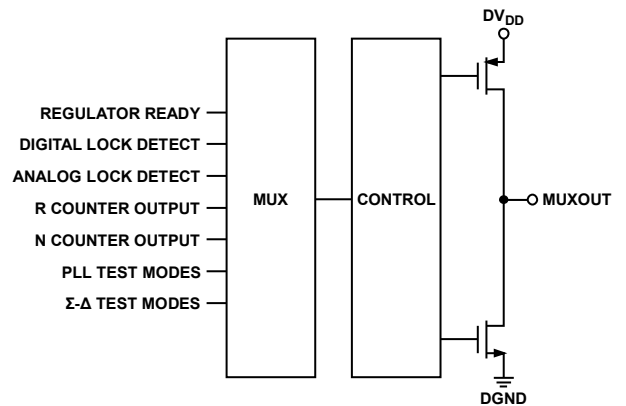 DVDD
REGULATOR READY
DIGITAL LOCK DETECT
ANALOG LOCK DETECT
R COUNTER OUTPUT
N COUNTER OUTPUT
PLL TEST MODES
Σ-Δ TEST MODES
MUX
CONTROL
MUXOUT
DGND